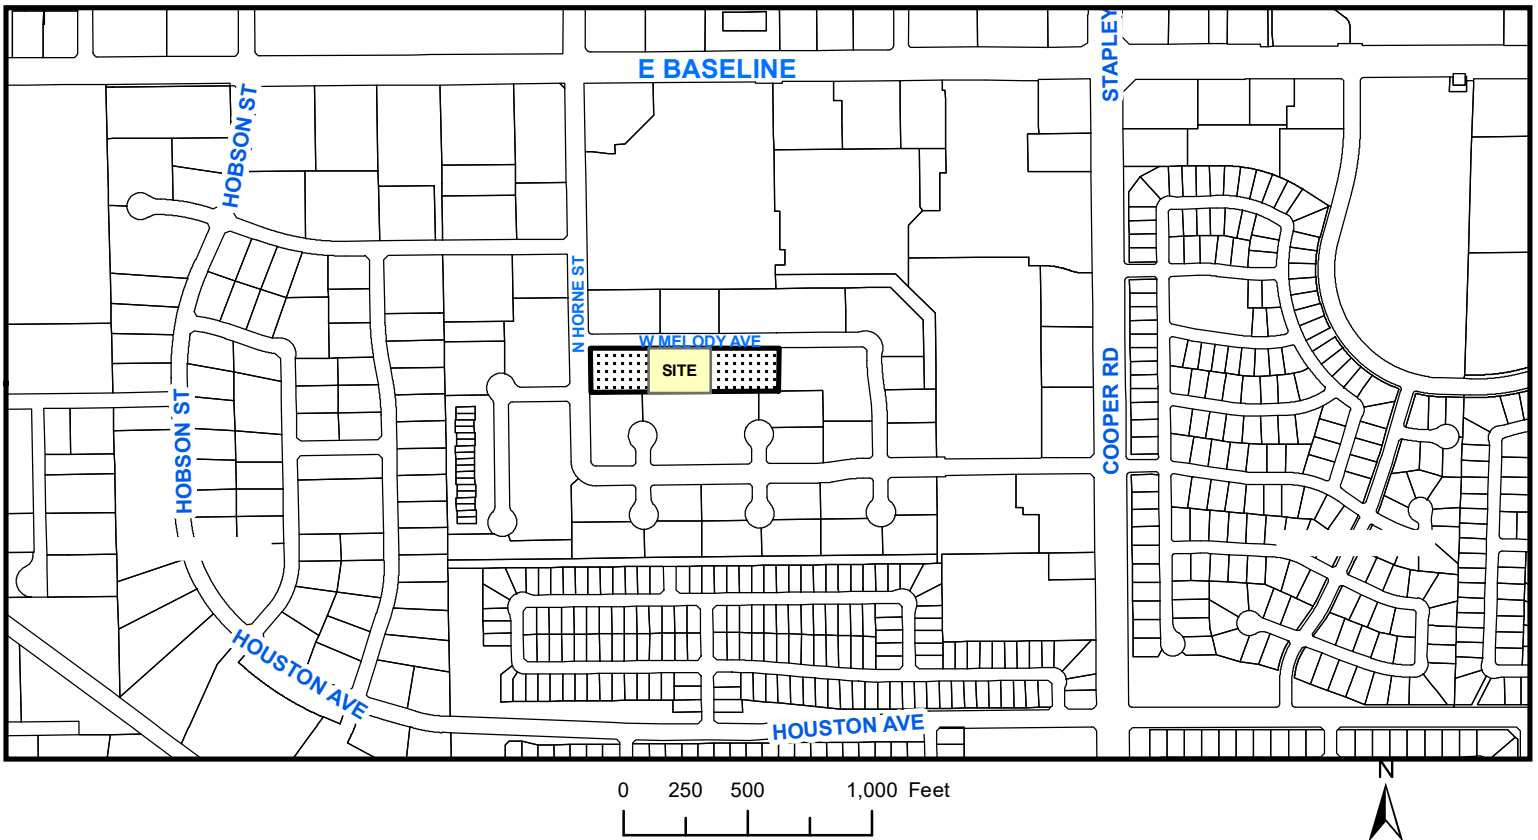 STAPLEY
E BASELINE
HOBSON ST
N HORNE ST
W MELODY AVE
SITE
COOPER RD
HOBSON ST
HOUSTON AVE
HOUSTON AVE
N
0 250 500 1,000 Feet